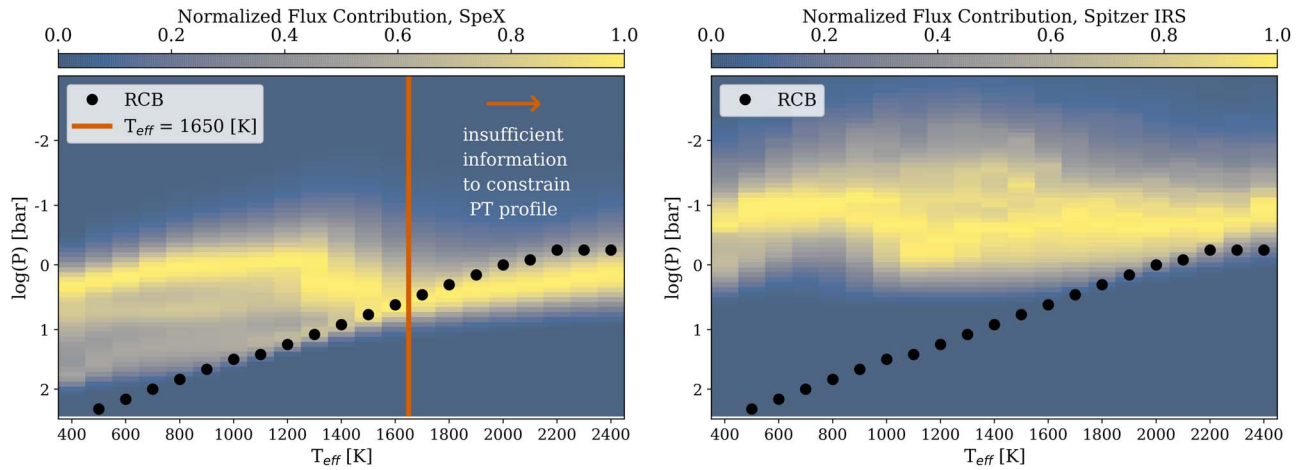 Normalized Flux Contribution, SpeX
0.0 0.2 0.4 0.6 0.8 1.0
RCB
T_eff = 1650 [K]
insufficient
information
to constrain
PT profile
log(P) [bar]
-2
-1
0
1
2
400 600 800 1000 1200 1400 1600 1800 2000 2200 2400
T_eff [K]
Normalized Flux Contribution, Spitzer IRS
0.0 0.2 0.4 0.6 0.8 1.0
RCB
log(P) [bar]
-2
-1
0
1
2
400 600 800 1000 1200 1400 1600 1800 2000 2200 2400
T_eff [K]